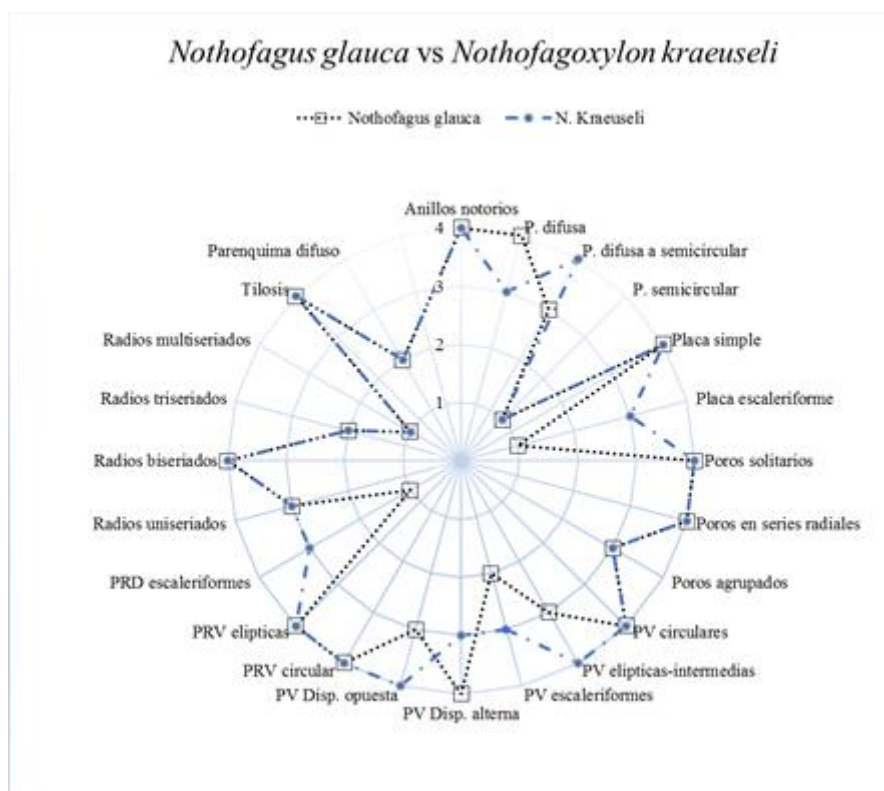 Nothofagus glauca vs Nothofagoxylon kraeuseli
Nothofagus glauca
N. Kraeuseli
Anillos notorios
P. difusa
P. difusa a semicircular
P. semicircular
Placa simple
Placa escaleriforme
Poros solitarios
Poros en series radiales
Poros agrupados
PV circulares
PV elipticas-intermedias
PV escaleriformes
PV Disp. alterna
PV Disp. opuesta
PRV circular
PRV elipticas
PRD escaleriformes
Radios uniseriados
Radios biseriados
Radios triseriados
Radios multiseriados
Tilosis
Parenquima difuso
4
3
2
1